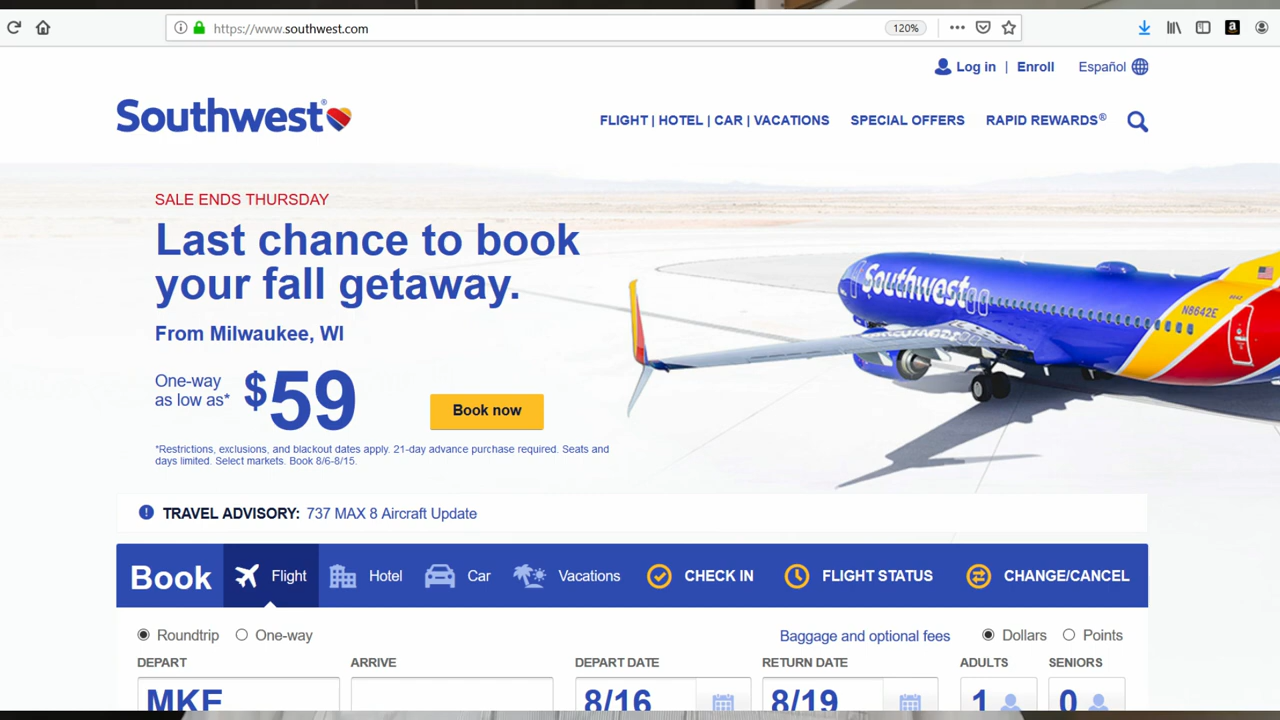 https://www.southwest.com
120%
Log in | Enroll
Español
Southwest®
FLIGHT | HOTEL | CAR | VACATIONS
SPECIAL OFFERS
RAPID REWARDS®
SALE ENDS THURSDAY
Last chance to book
your fall getaway.
From Milwaukee, WI
One-way
as low as*
$59
Book now
*Restrictions, exclusions, and blackout dates apply. 21-day advance purchase required. Seats and
days limited. Select markets. Book 8/6-8/15.
Southwest
N8642E
TRAVEL ADVISORY: 737 MAX 8 Aircraft Update
Book
Flight
Hotel
Car
Vacations
CHECK IN
FLIGHT STATUS
CHANGE/CANCEL
Roundtrip
One-way
Baggage and optional fees
Dollars
Points
DEPART
ARRIVE
DEPART DATE
RETURN DATE
ADULTS
SENIORS
MKE
8/16
8/19
1
0